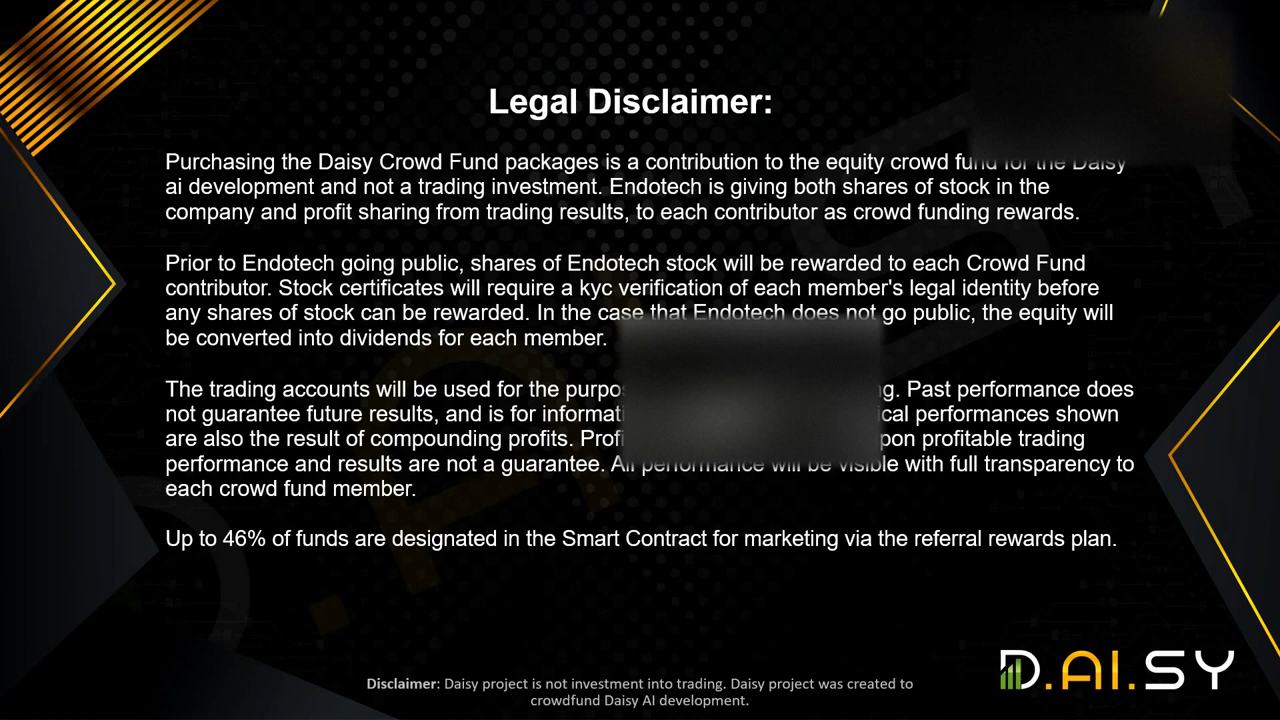 Legal Disclaimer:
Purchasing the Daisy Crowd Fund packages is a contribution to the equity crowd fund for the Daisy
ai development and not a trading investment. Endotech is giving both shares of stock in the
company and profit sharing from trading results, to each contributor as crowd funding rewards.
Prior to Endotech going public, shares of Endotech stock will be rewarded to each Crowd Fund
contributor. Stock certificates will require a kyc verification of each member's legal identity before
any shares of stock can be rewarded. In the case that Endotech does not go public, the equity will
be converted into dividends for each member.
The trading accounts will be used for the Past performance does
not guarantee future results, and is for performances shown
are also the result of compounding profits. profitable trading
performance and results are not a guarantee. All performance will be visible with full transparency to
each crowd fund member.
Up to 46% of funds are designated in the Smart Contract for marketing via the referral rewards plan.
Disclaimer: Daisy project is not investment into trading. Daisy project was created to
crowdfund Daisy AI development.
D.AI.SY